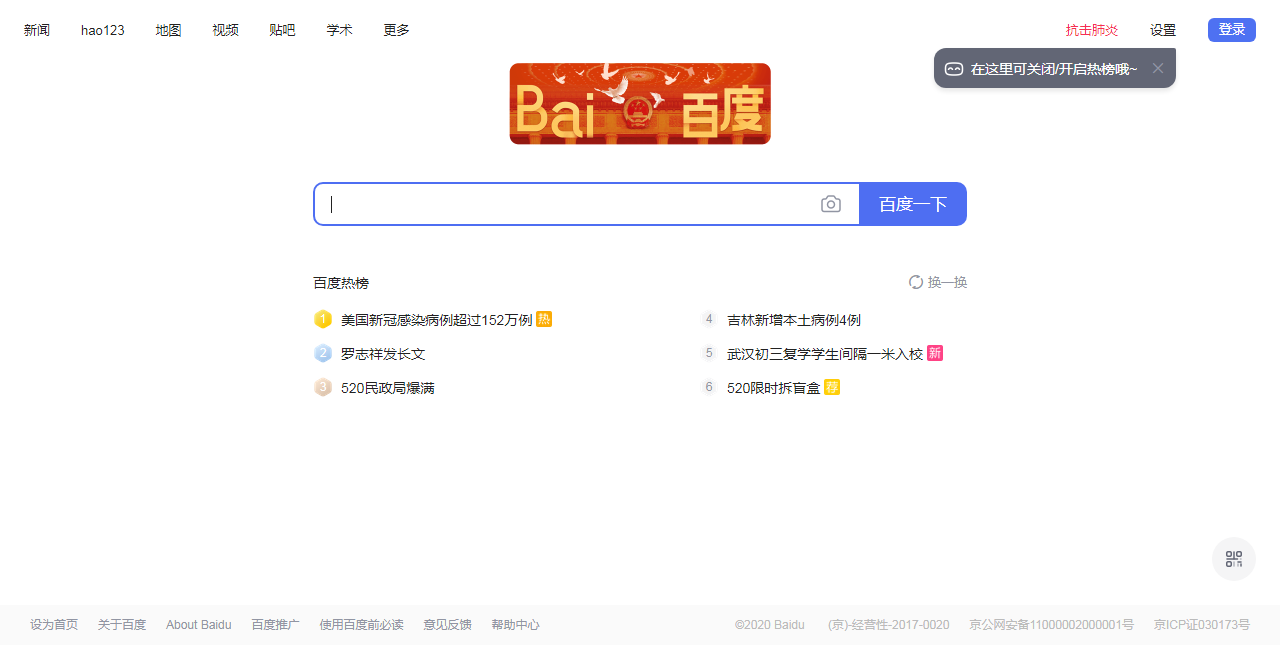 新闻 hao123 地图 视频 贴吧 学术 更多 抗击肺炎 设置 登录
在这里可关闭/开启热榜哦~
Bai 百度
百度一下
百度热榜 换一换
1 美国新冠感染病例超过152万例 热
2 罗志祥发长文
3 520民政局爆满
4 吉林新增本土病例4例
5 武汉初三复学学生间隔一米入校 新
6 520限时拆盲盒 荐
设为首页 关于百度 About Baidu 百度推广 使用百度前必读 意见反馈 帮助中心 ©2020 Baidu (京)-经营性-2017-0020 京公网安备11000002000001号 京ICP证030173号